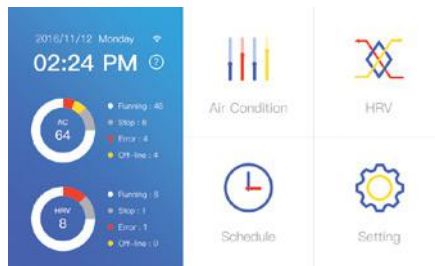 2016/11/12 Monday
02:24 PM ?
AC
64
Running : 48
Stop : 8
Error : 4
Off-line : 4
HRV
8
Running : 8
Stop : 1
Error : 1
Off-line : 0
Air Condition
HRV
Schedule
Setting